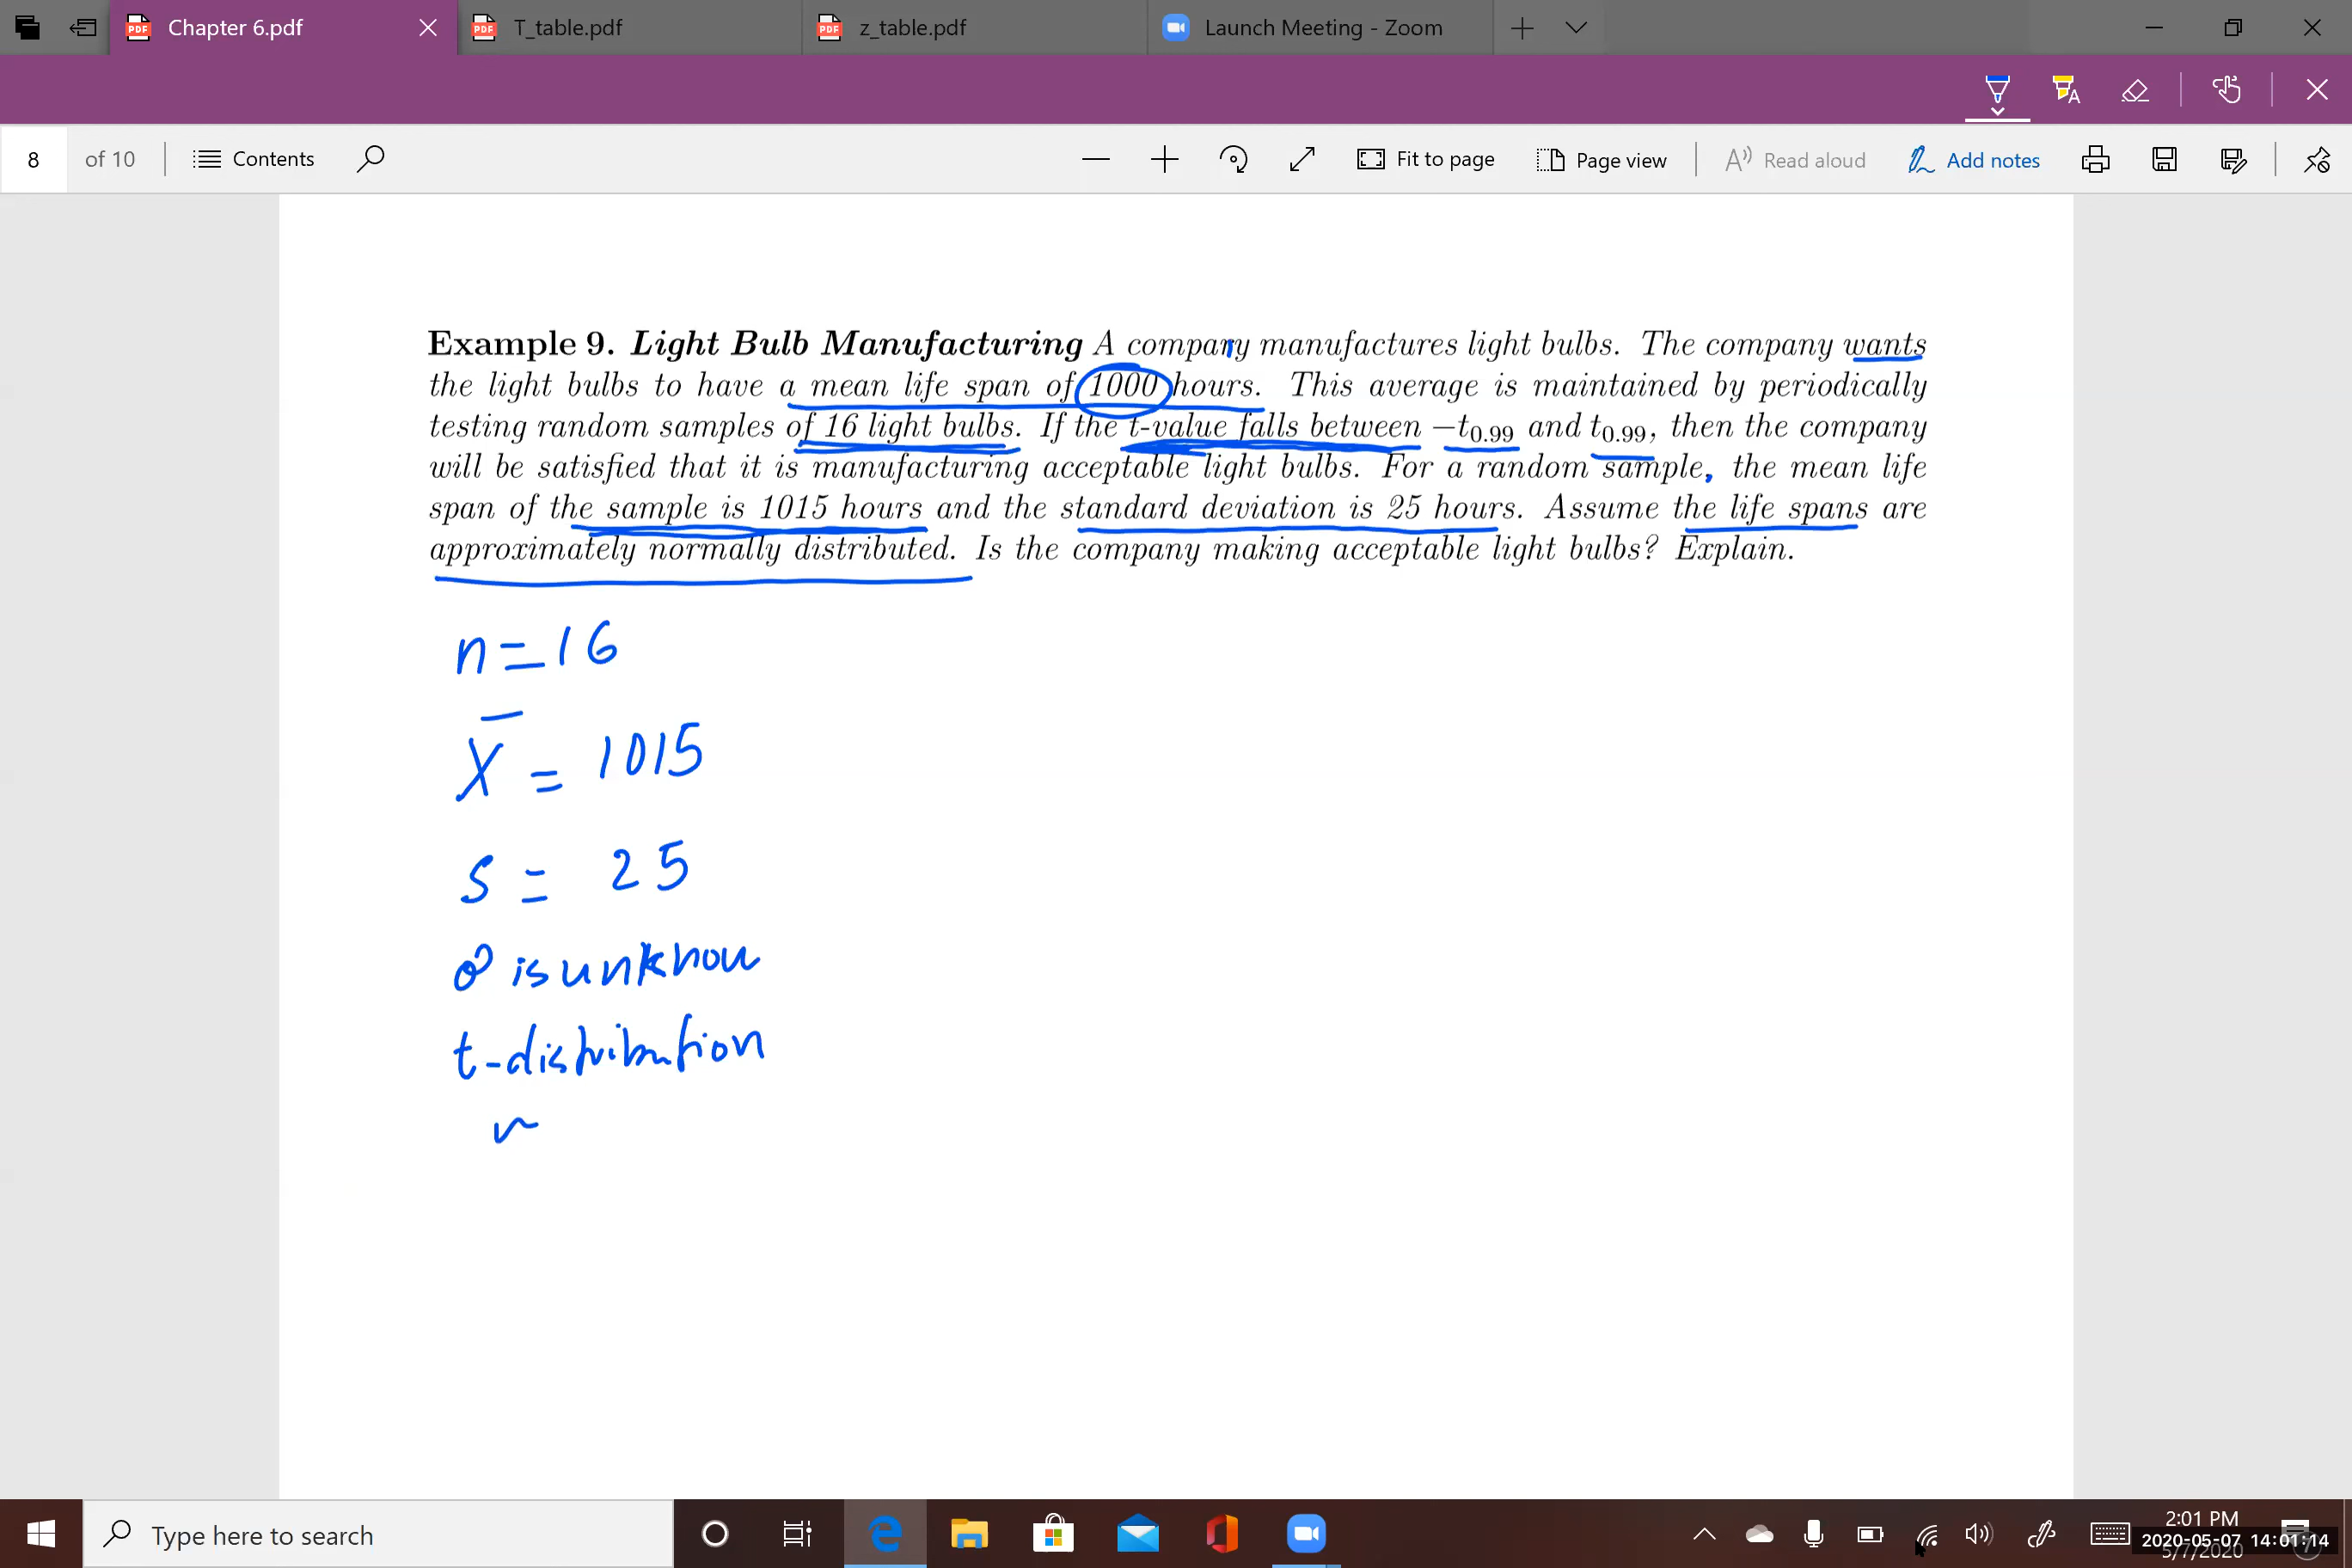 Chapter 6.pdf
T_table.pdf
z_table.pdf
Launch Meeting - Zoom
8 of 10
Contents
Fit to page
Page view
Read aloud
Add notes
Example 9. Light Bulb Manufacturing A company manufactures light bulbs. The company wants
the light bulbs to have a mean life span of 1000 hours. This average is maintained by periodically
testing random samples of 16 light bulbs. If the t-value falls between −t0.99 and t0.99, then the company
will be satisfied that it is manufacturing acceptable light bulbs. For a random sample, the mean life
span of the sample is 1015 hours and the standard deviation is 25 hours. Assume the life spans are
approximately normally distributed. Is the company making acceptable light bulbs? Explain.
n=16
X̄ = 1015
s = 25
σ is unknow
t-distribution
Type here to search
2:01 PM
2020-05-07 14:01:14
5/7/2020